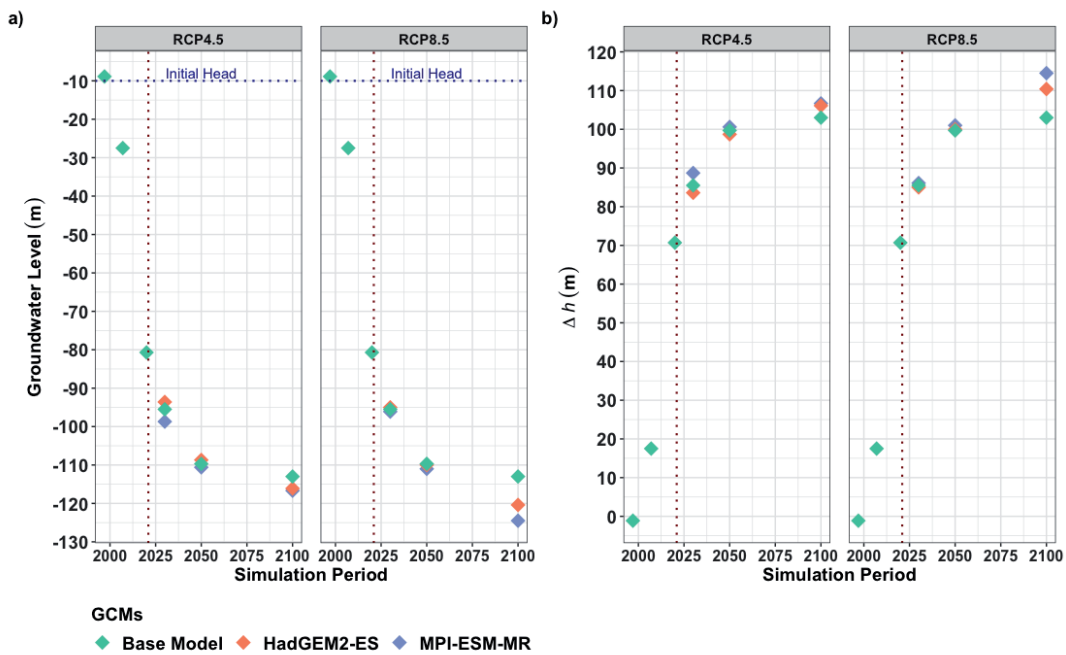 a)
RCP4.5 RCP8.5
Initial Head Initial Head
Groundwater Level (m)
-10
-20
-30
-40
-50
-60
-70
-80
-90
-100
-110
-120
-130
2000 2025 2050 2075 2100 2000 2025 2050 2075 2100
Simulation Period
b)
RCP4.5 RCP8.5
Δ h (m)
120
110
100
90
80
70
60
50
40
30
20
10
0
2000 2025 2050 2075 2100 2000 2025 2050 2075 2100
Simulation Period
GCMs
Base Model HadGEM2-ES MPI-ESM-MR